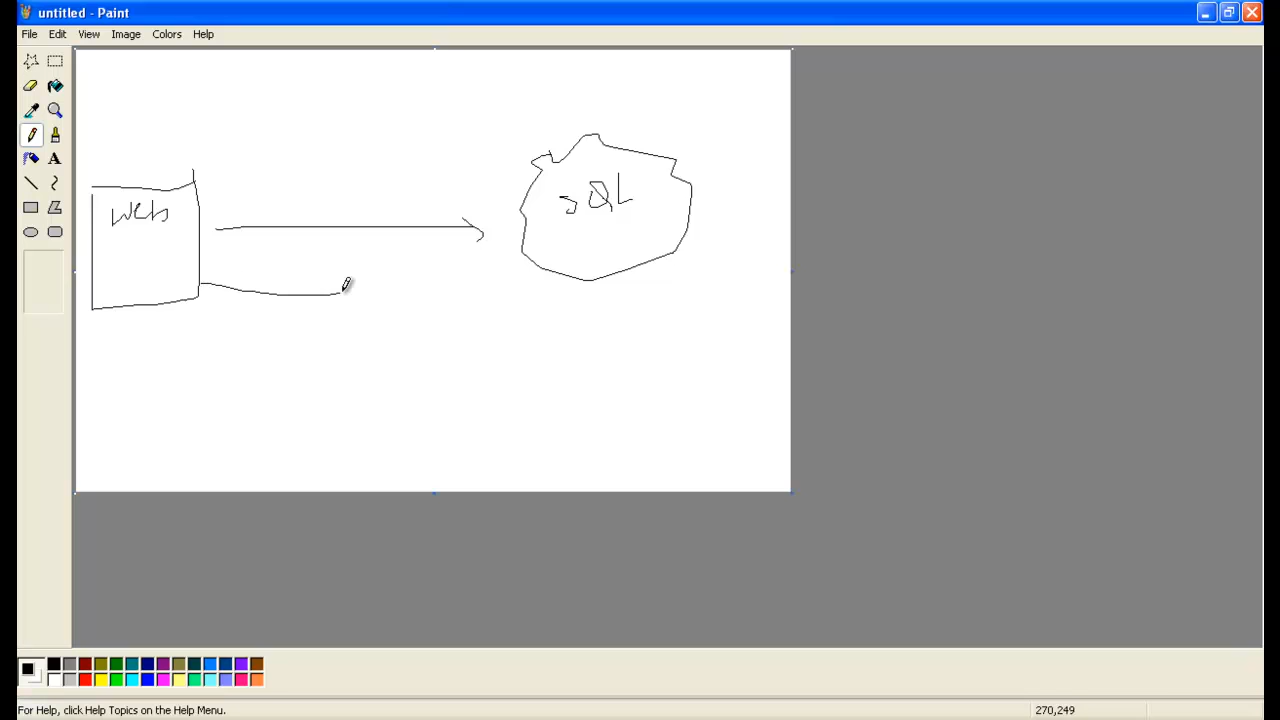 untitled - Paint
File Edit View Image Colors Help
Web
SQL
For Help, click Help Topics on the Help Menu.
270,249